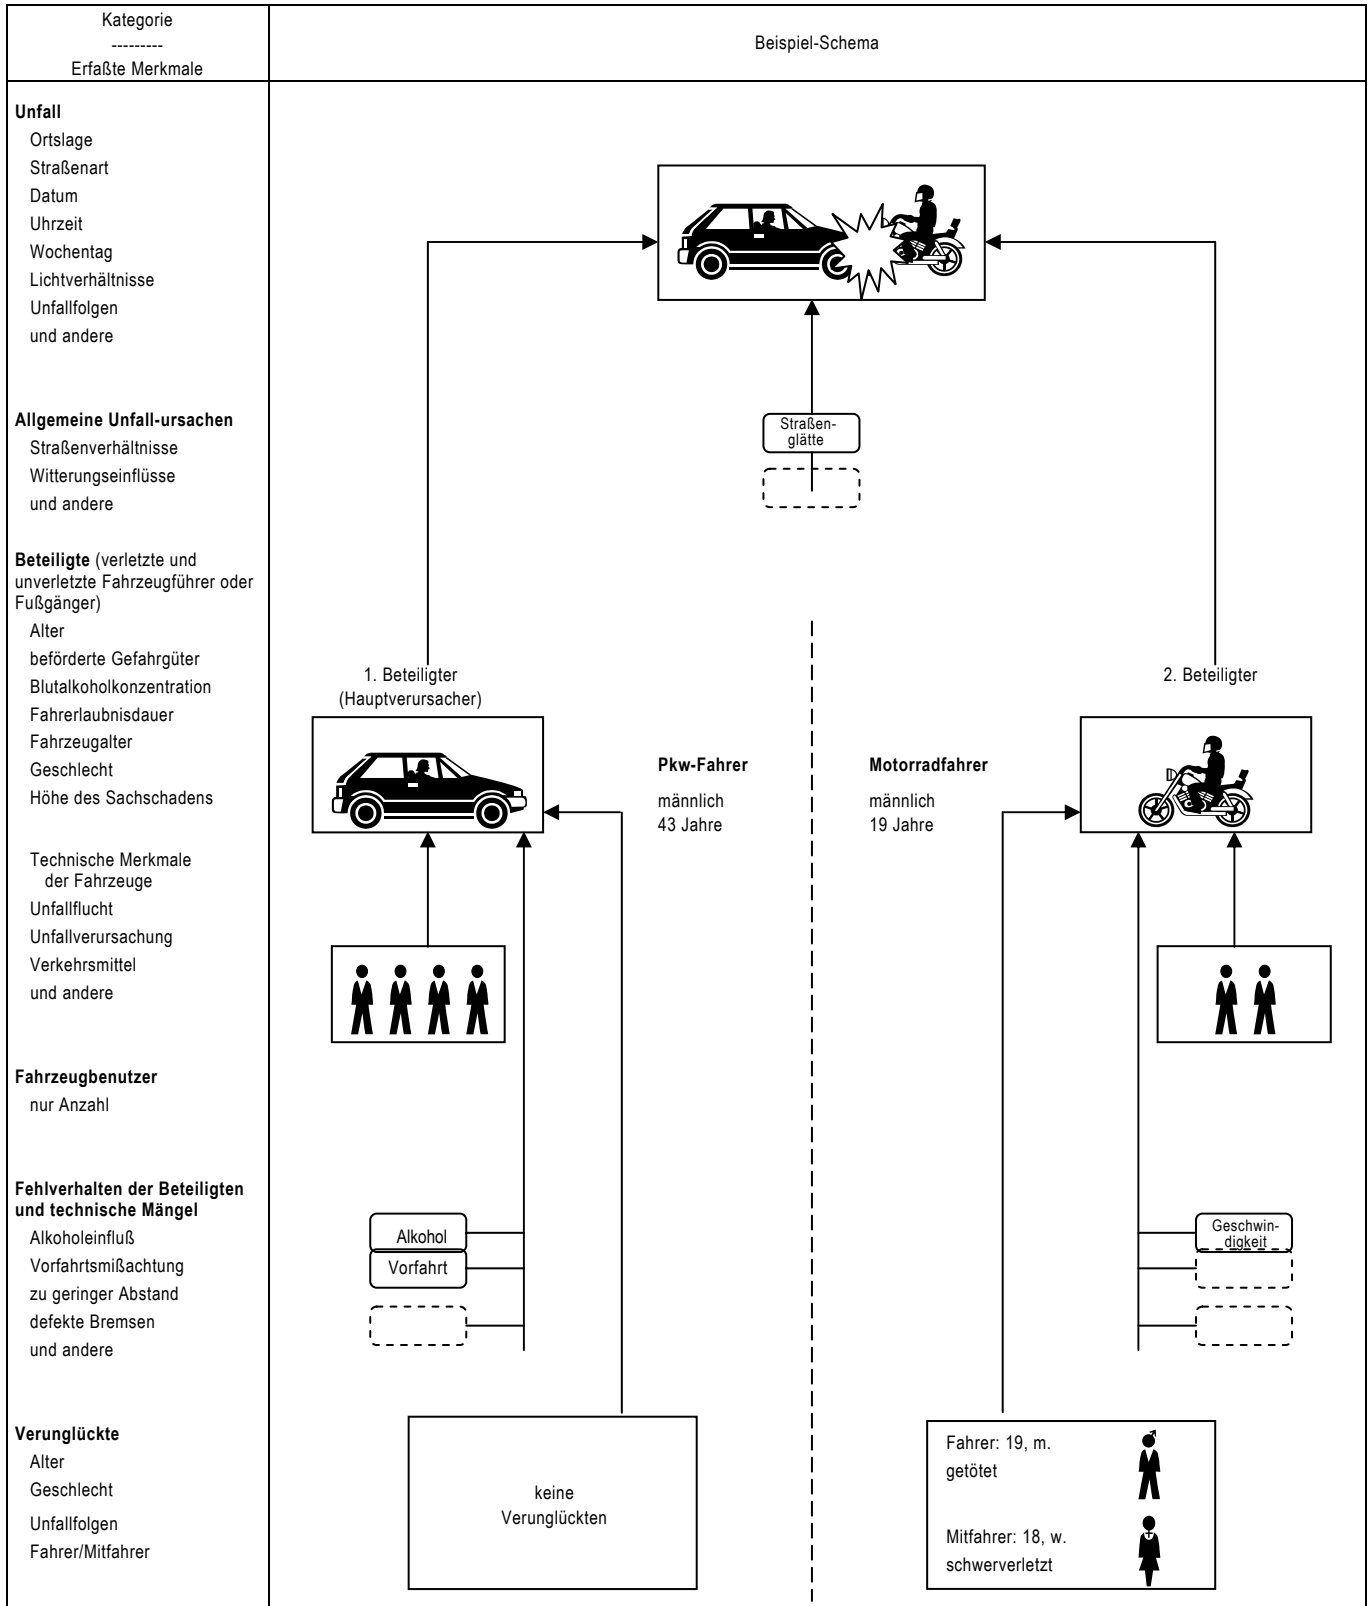 Kategorie
---------
Erfaßte Merkmale
Beispiel-Schema
Unfall
Ortslage
Straßenart
Datum
Uhrzeit
Wochentag
Lichtverhältnisse
Unfallfolgen
und andere
Allgemeine Unfall-ursachen
Straßenverhältnisse
Witterungseinflüsse
und andere
Straßen-
glätte
Beteiligte (verletzte und
unverletzte Fahrzeugführer oder
Fußgänger)
Alter
beförderte Gefahrgüter
Blutalkoholkonzentration
Fahrerlaubnisdauer
Fahrzeugalter
Geschlecht
Höhe des Sachschadens
Technische Merkmale
der Fahrzeuge
Unfallflucht
Unfallverursachung
Verkehrsmittel
und andere
1. Beteiligter
(Hauptverursacher)
Pkw-Fahrer
männlich
43 Jahre
2. Beteiligter
Motorradfahrer
männlich
19 Jahre
Fahrzeugbenutzer
nur Anzahl
Fehlverhalten der Beteiligten
und technische Mängel
Alkoholeinfluß
Vorfahrtsmißachtung
zu geringer Abstand
defekte Bremsen
und andere
Alkohol
Vorfahrt
Geschwin-
digkeit
Verunglückte
Alter
Geschlecht
Unfallfolgen
Fahrer/Mitfahrer
keine
Verunglückten
Fahrer: 19, m.
getötet
Mitfahrer: 18, w.
schwerverletzt